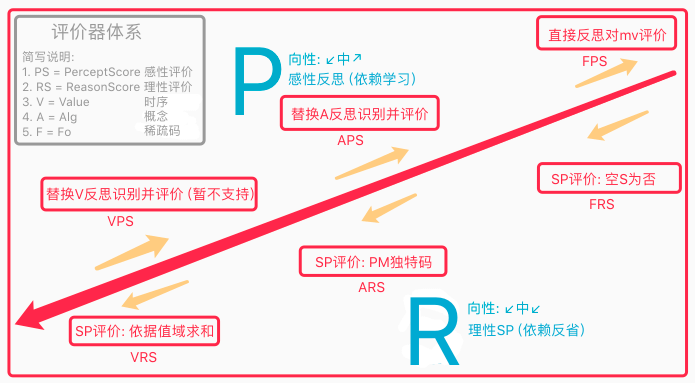 评价器体系
简写说明:
1. PS = PerceptScore 感性评价
2. RS = ReasonScore 理性评价
3. V = Value 时序
4. A = Alg 概念
5. F = Fo 稀疏码
P
向性: ↙中↗
感性反思 (依赖学习)
直接反思对mv评价
FPS
替换A反思识别并评价
APS
SP评价: 空S为否
FRS
替换V反思识别并评价 (暂不支持)
VPS
SP评价: PM独特码
ARS
SP评价: 依据值域求和
VRS
R
向性: ↙中↙
理性SP (依赖反省)